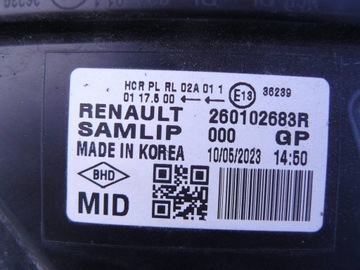 HCR PL RL 02A 01 1
01 17.5 00 ← ← E13 36239
RENAULT 260102683R
SAMLIP 000 GP
MADE IN KOREA 10/05/2023 14:50
BHD
MID